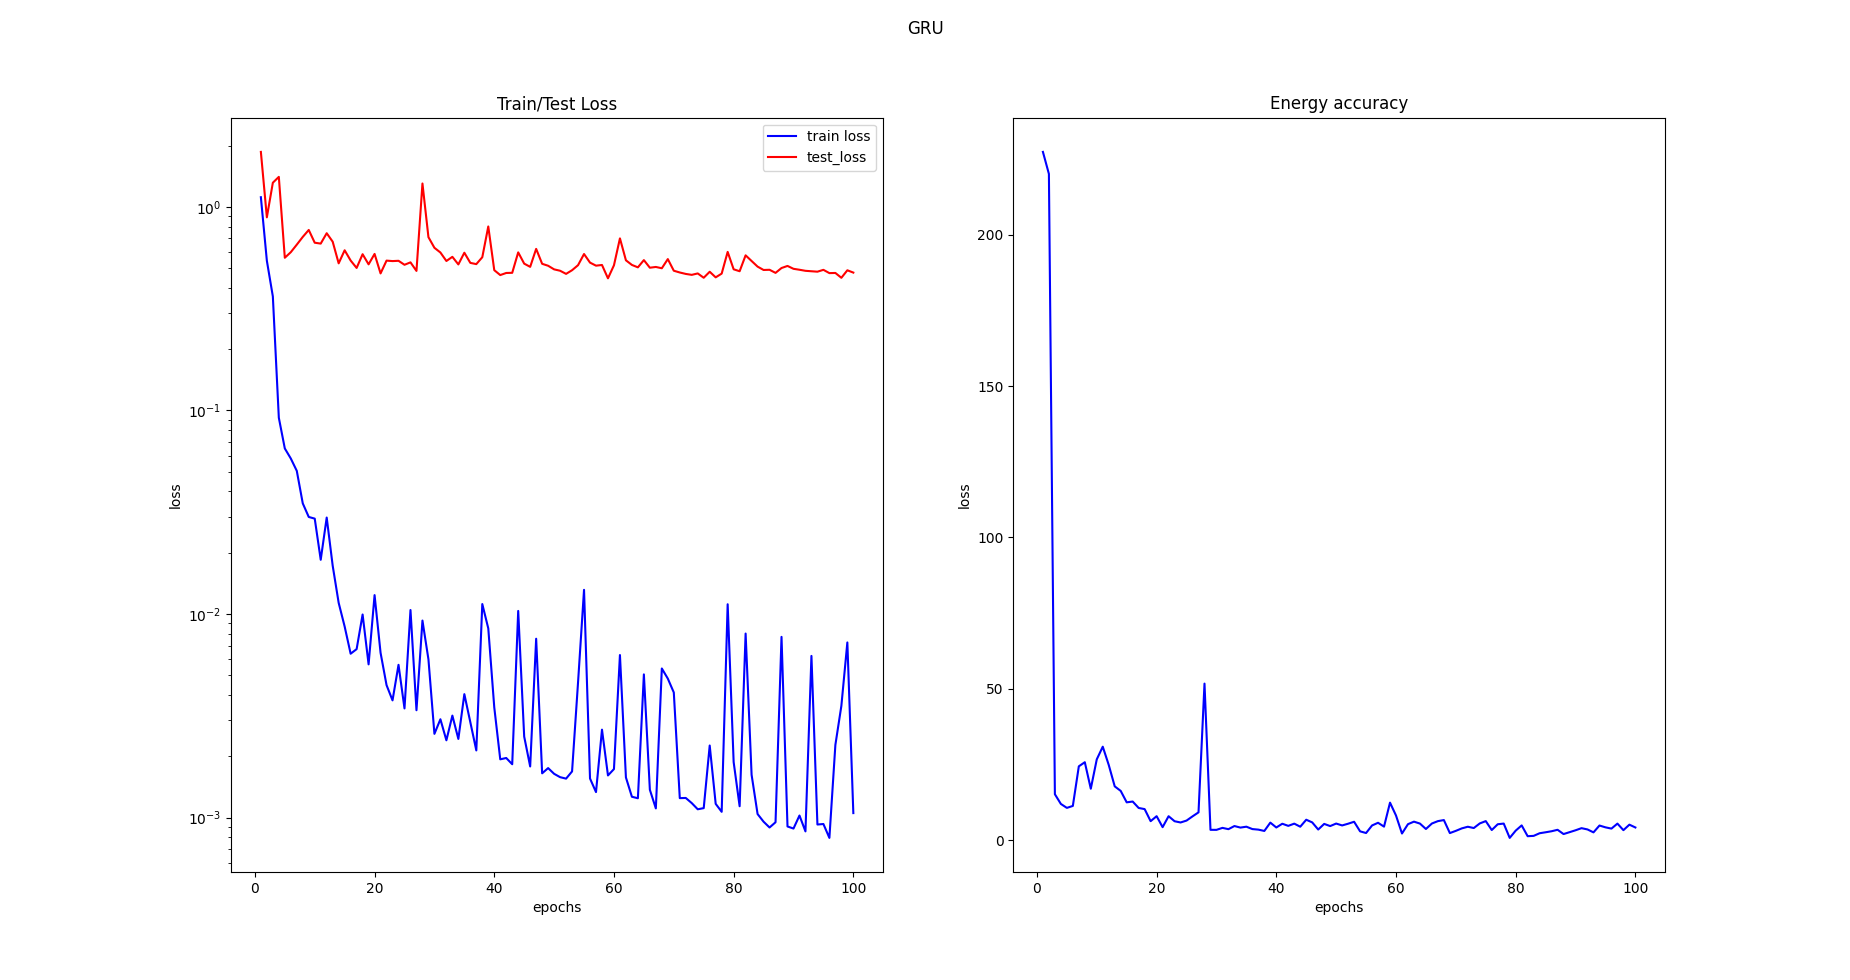 GRU
Train/Test Loss
train loss
test_loss
10⁰
10⁻¹
10⁻²
10⁻³
loss
0 20 40 60 80 100
epochs
Energy accuracy
200
150
100
50
0
loss
0 20 40 60 80 100
epochs